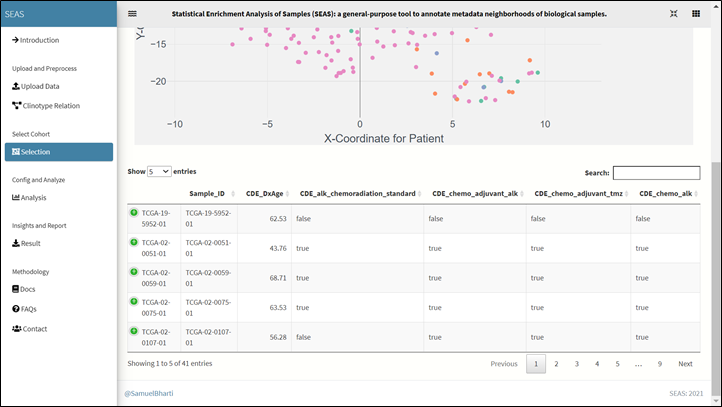 SEAS
Statistical Enrichment Analysis of Samples (SEAS): a general-purpose tool to annotate metadata neighborhoods of biological samples.
Introduction
Upload and Preprocess
Upload Data
Clinotype Relation
Select Cohort
Selection
Config and Analyze
Analysis
Insights and Report
Result
Methodology
Docs
FAQs
Contact
Y-C
−15
−20
−10 −5 0 5 10
X-Coordinate for Patient
Show 5 entries Search:
Sample_ID CDE_DxAge CDE_alk_chemoradiation_standard CDE_chemo_adjuvant_alk CDE_chemo_adjuvant_tmz CDE_chemo_alk
TCGA-19-5952-01 TCGA-19-5952-01 62.53 false false false false
TCGA-02-0051-01 TCGA-02-0051-01 43.76 true true true true
TCGA-02-0059-01 TCGA-02-0059-01 68.71 true true true true
TCGA-02-0075-01 TCGA-02-0075-01 63.53 true true true true
TCGA-02-0107-01 TCGA-02-0107-01 56.28 false true true true
Showing 1 to 5 of 41 entries Previous 1 2 3 4 5 … 9 Next
@SamuelBharti SEAS: 2021